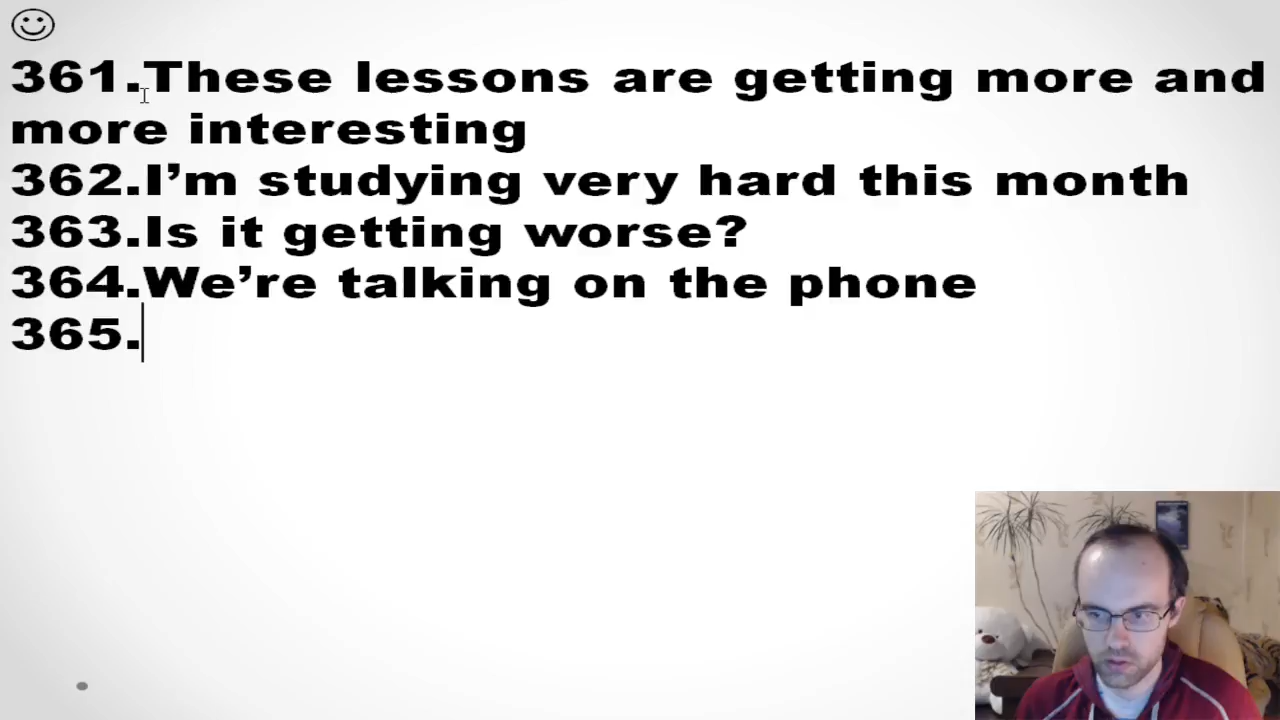 361.These lessons are getting more and
more interesting
362.I’m studying very hard this month
363.Is it getting worse?
364.We’re talking on the phone
365.